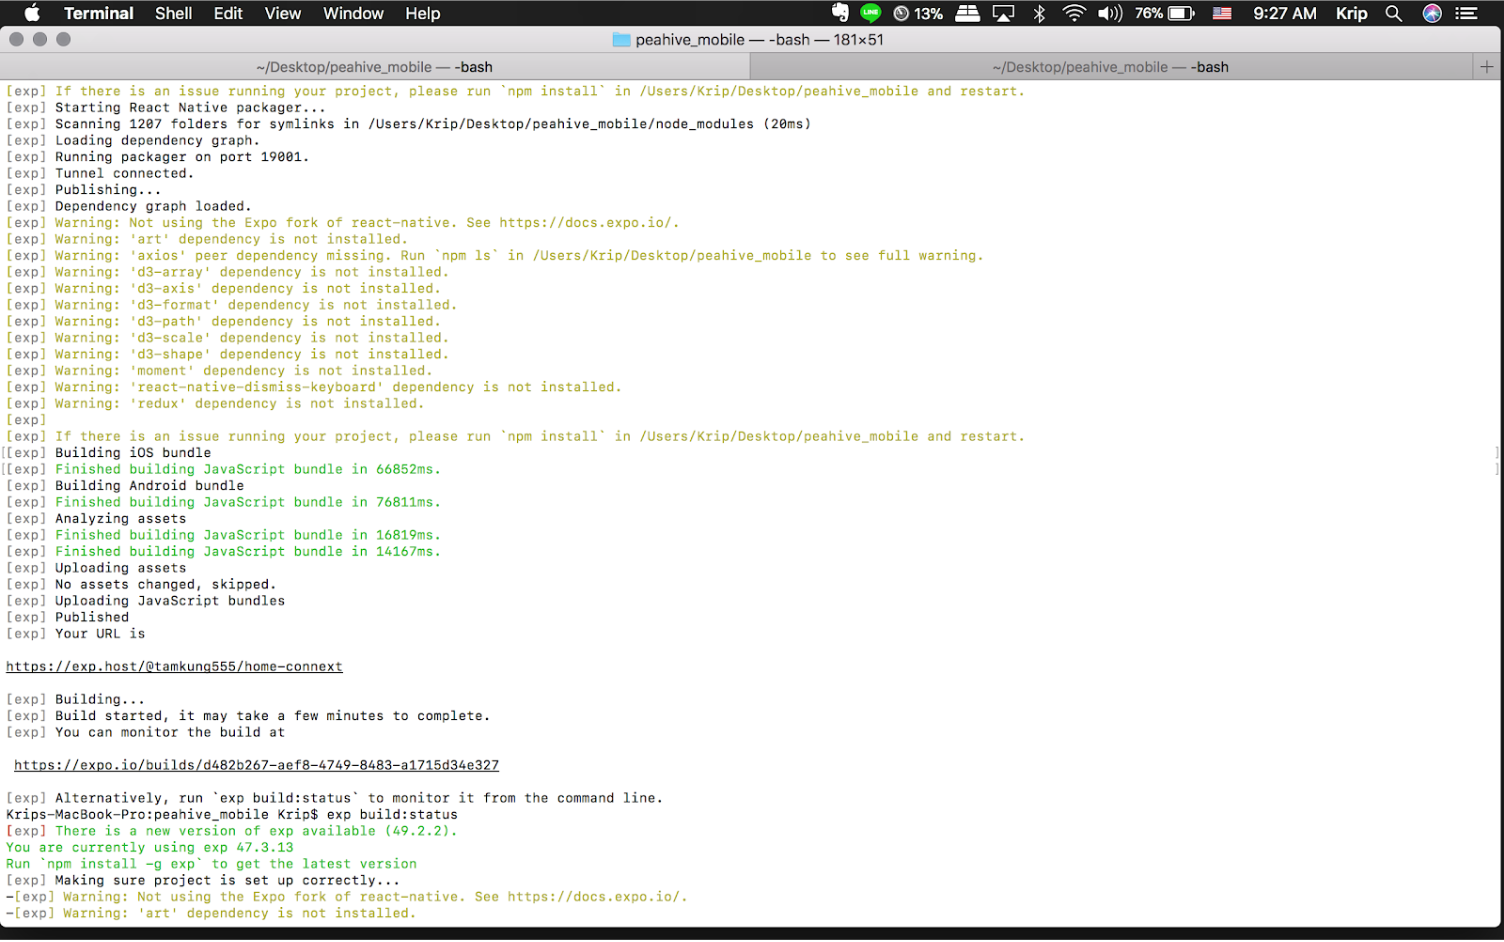 Terminal Shell Edit View Window Help LINE 13% 76% 9:27 AM Krip
peahive_mobile — -bash — 181×51
~/Desktop/peahive_mobile — -bash ~/Desktop/peahive_mobile — -bash +
[exp] If there is an issue running your project, please run `npm install` in /Users/Krip/Desktop/peahive_mobile and restart.
[exp] Starting React Native packager...
[exp] Scanning 1207 folders for symlinks in /Users/Krip/Desktop/peahive_mobile/node_modules (20ms)
[exp] Loading dependency graph.
[exp] Running packager on port 19001.
[exp] Tunnel connected.
[exp] Publishing...
[exp] Dependency graph loaded.
[exp] Warning: Not using the Expo fork of react-native. See https://docs.expo.io/.
[exp] Warning: 'art' dependency is not installed.
[exp] Warning: 'axios' peer dependency missing. Run `npm ls` in /Users/Krip/Desktop/peahive_mobile to see full warning.
[exp] Warning: 'd3-array' dependency is not installed.
[exp] Warning: 'd3-axis' dependency is not installed.
[exp] Warning: 'd3-format' dependency is not installed.
[exp] Warning: 'd3-path' dependency is not installed.
[exp] Warning: 'd3-scale' dependency is not installed.
[exp] Warning: 'd3-shape' dependency is not installed.
[exp] Warning: 'moment' dependency is not installed.
[exp] Warning: 'react-native-dismiss-keyboard' dependency is not installed.
[exp] Warning: 'redux' dependency is not installed.
[exp]
[exp] If there is an issue running your project, please run `npm install` in /Users/Krip/Desktop/peahive_mobile and restart.
[[exp] Building iOS bundle ]
[[exp] Finished building JavaScript bundle in 66852ms. ]
[exp] Building Android bundle
[exp] Finished building JavaScript bundle in 76811ms.
[exp] Analyzing assets
[exp] Finished building JavaScript bundle in 16819ms.
[exp] Finished building JavaScript bundle in 14167ms.
[exp] Uploading assets
[exp] No assets changed, skipped.
[exp] Uploading JavaScript bundles
[exp] Published
[exp] Your URL is
https://exp.host/@tamkung555/home-connext
[exp] Building...
[exp] Build started, it may take a few minutes to complete.
[exp] You can monitor the build at
https://expo.io/builds/d482b267-aef8-4749-8483-a1715d34e327
[exp] Alternatively, run `exp build:status` to monitor it from the command line.
Krips-MacBook-Pro:peahive_mobile Krip$ exp build:status
[exp] There is a new version of exp available (49.2.2).
You are currently using exp 47.3.13
Run `npm install -g exp` to get the latest version
[exp] Making sure project is set up correctly...
-[exp] Warning: Not using the Expo fork of react-native. See https://docs.expo.io/.
-[exp] Warning: 'art' dependency is not installed.